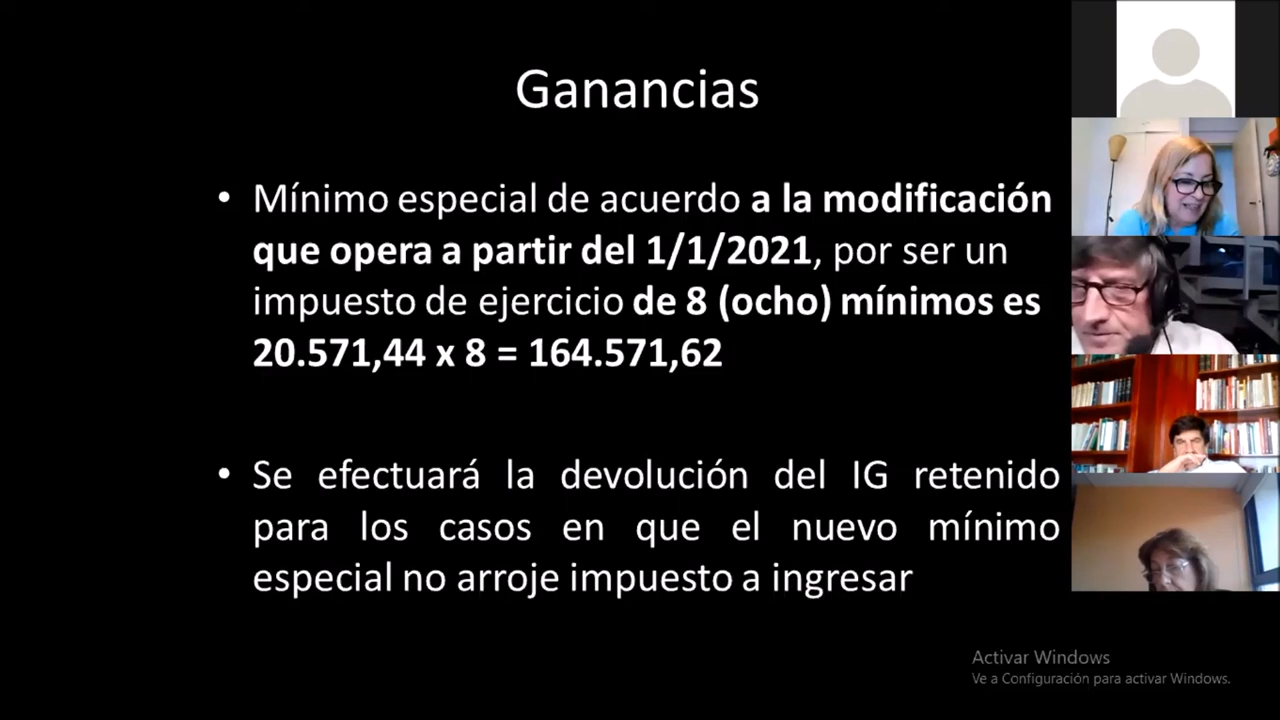 Ganancias
• Mínimo especial de acuerdo a la modificación
que opera a partir del 1/1/2021, por ser un
impuesto de ejercicio de 8 (ocho) mínimos es
20.571,44 x 8 = 164.571,62
• Se efectuará la devolución del IG retenido
para los casos en que el nuevo mínimo
especial no arroje impuesto a ingresar
Activar Windows
Ve a Configuración para activar Windows.